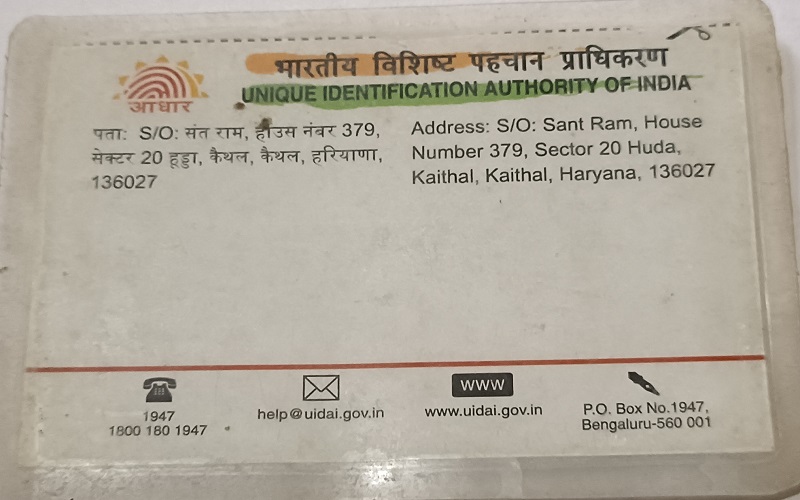 भारतीय विशिष्ट पहचान प्राधिकरण
UNIQUE IDENTIFICATION AUTHORITY OF INDIA
आधार
पता: S/O: संत राम, हाउस नंबर 379,
सेक्टर 20 हूड्डा, कैथल, कैथल, हरियाणा,
136027
Address: S/O: Sant Ram, House
Number 379, Sector 20 Huda,
Kaithal, Kaithal, Haryana, 136027
1947
1800 180 1947
help@uidai.gov.in
www
www.uidai.gov.in
P.O. Box No.1947,
Bengaluru-560 001